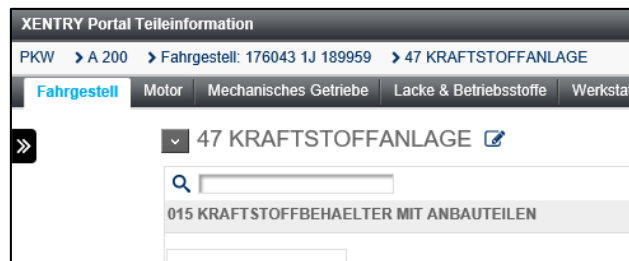 XENTRY Portal Teileinformation
PKW > A 200 > Fahrgestell: 176043 1J 189959 > 47 KRAFTSTOFFANLAGE
Fahrgestell Motor Mechanisches Getriebe Lacke & Betriebsstoffe Werksta
47 KRAFTSTOFFANLAGE
015 KRAFTSTOFFBEHAELTER MIT ANBAUTEILEN